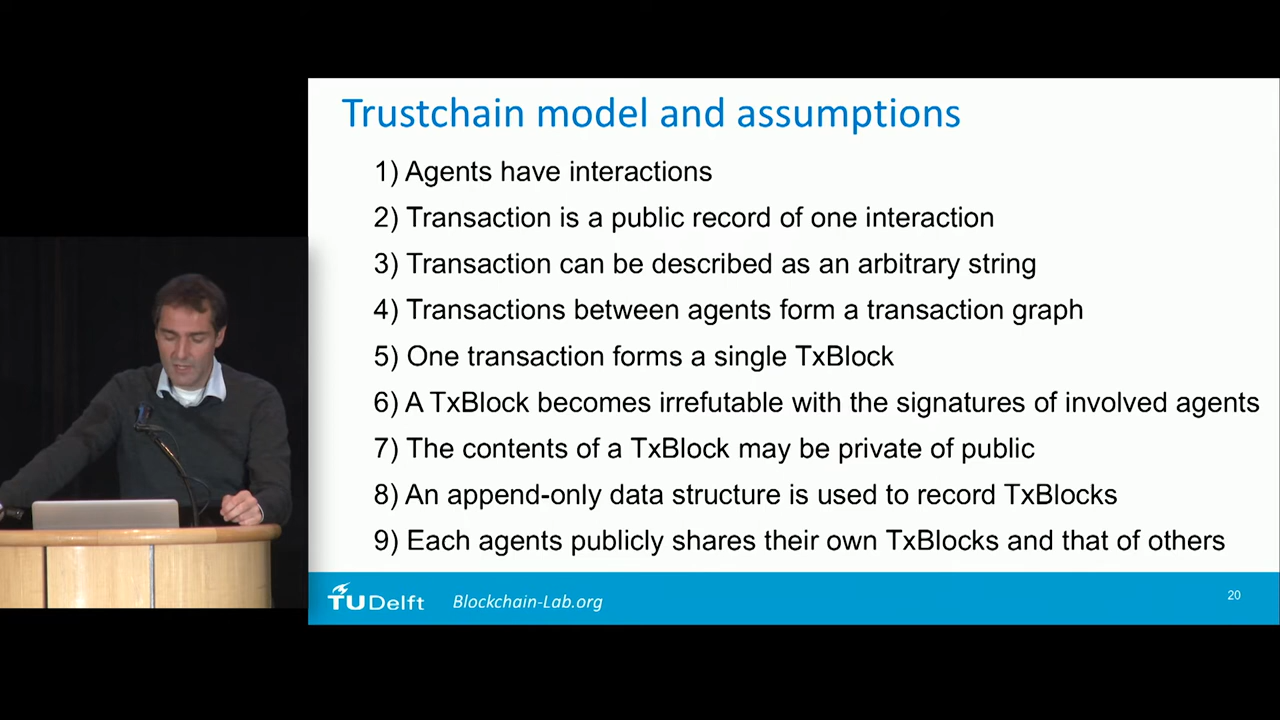 Trustchain model and assumptions
1) Agents have interactions
2) Transaction is a public record of one interaction
3) Transaction can be described as an arbitrary string
4) Transactions between agents form a transaction graph
5) One transaction forms a single TxBlock
6) A TxBlock becomes irrefutable with the signatures of involved agents
7) The contents of a TxBlock may be private of public
8) An append-only data structure is used to record TxBlocks
9) Each agents publicly shares their own TxBlocks and that of others
TUDelft
Blockchain-Lab.org
20